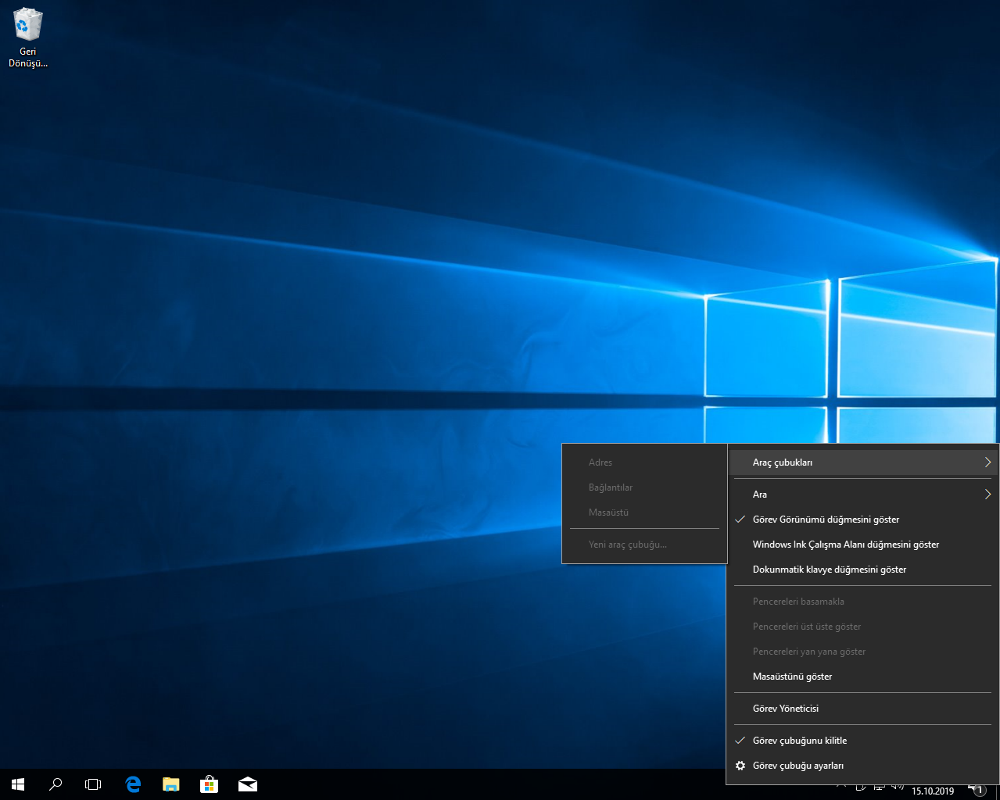 Geri
Dönüşü...
Adres
Bağlantılar
Masaüstü
Yeni araç çubuğu...
Araç çubukları
Ara
Görev Görünümü düğmesini göster
Windows Ink Çalışma Alanı düğmesini göster
Dokunmatik klavye düğmesini göster
Pencereleri basamakla
Pencereleri üst üste göster
Pencereleri yan yana göster
Masaüstünü göster
Görev Yöneticisi
Görev çubuğunu kilitle
Görev çubuğu ayarları
15.10.2019
1